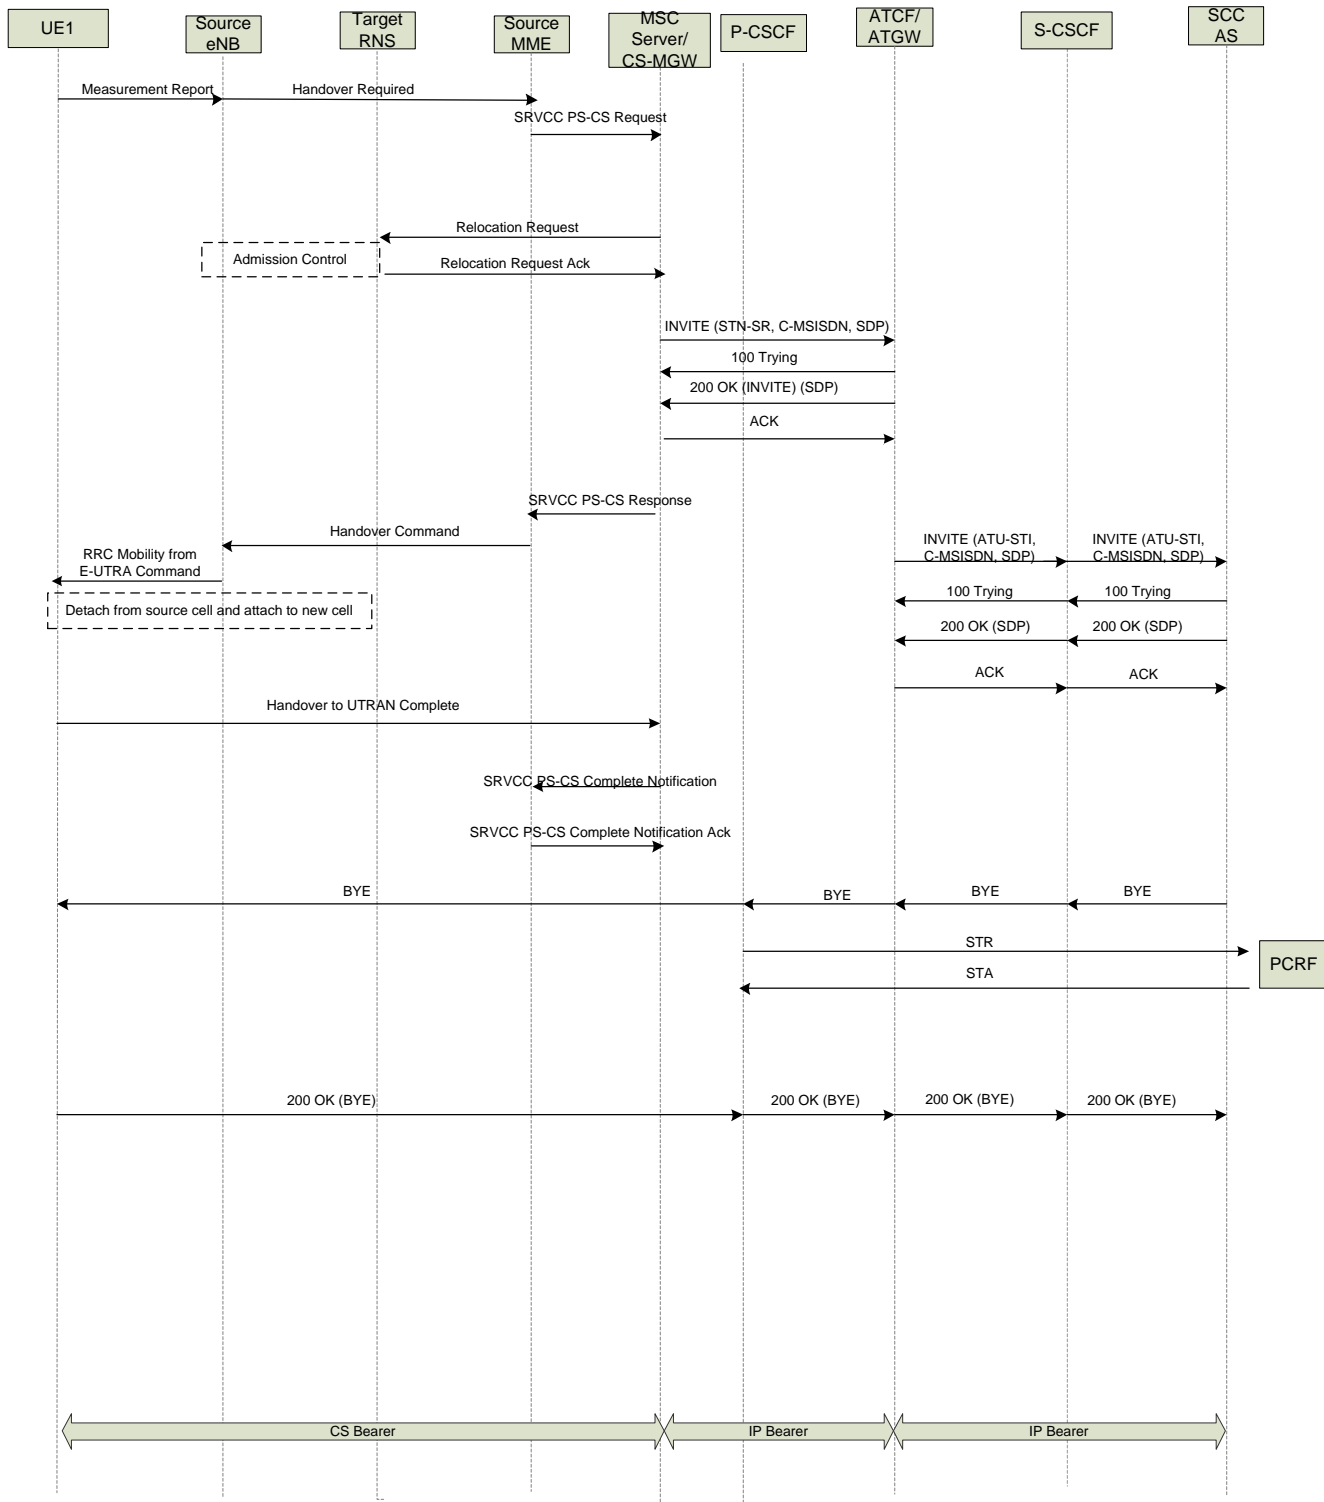 UE1
Source
eNB
Target
RNS
Source
MME
MSC
Server/
CS-MGW
P-CSCF
ATCF/
ATGW
S-CSCF
SCC
AS
Measurement Report
Handover Required
SRVCC PS-CS Request
Relocation Request
Admission Control
Relocation Request Ack
INVITE (STN-SR, C-MSISDN, SDP)
100 Trying
200 OK (INVITE) (SDP)
ACK
SRVCC PS-CS Response
Handover Command
RRC Mobility from
E-UTRA Command
INVITE (ATU-STI,
C-MSISDN, SDP)
INVITE (ATU-STI,
C-MSISDN, SDP)
Detach from source cell and attach to new cell
100 Trying
100 Trying
200 OK (SDP)
200 OK (SDP)
ACK
ACK
Handover to UTRAN Complete
SRVCC PS-CS Complete Notification
SRVCC PS-CS Complete Notification Ack
BYE
BYE
BYE
BYE
STR
PCRF
STA
200 OK (BYE)
200 OK (BYE)
200 OK (BYE)
200 OK (BYE)
CS Bearer
IP Bearer
IP Bearer